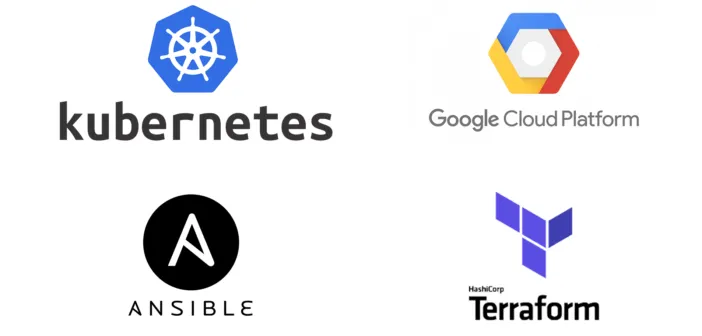 kubernetes
Google Cloud Platform
ANSIBLE
HashiCorp
Terraform